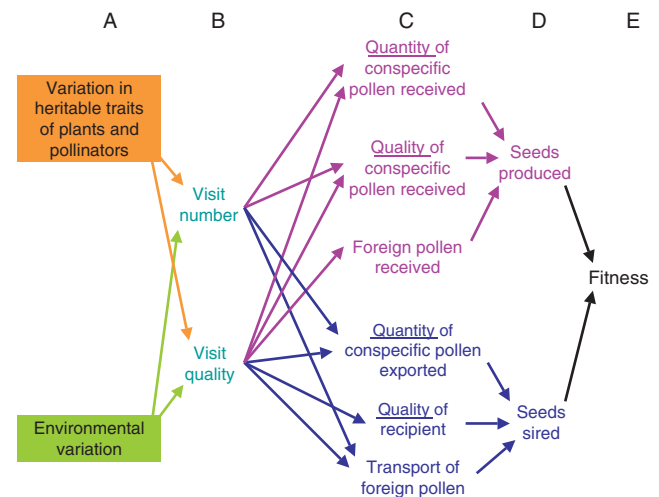 A B C D E
Variation in
heritable traits
of plants and
pollinators
Environmental
variation
Visit
number
Visit
quality
Quantity of
conspecific
pollen received
Quality of
conspecific
pollen received
Foreign pollen
received
Quantity of
conspecific pollen
exported
Quality of
recipient
Transport of
foreign pollen
Seeds
produced
Seeds
sired
Fitness